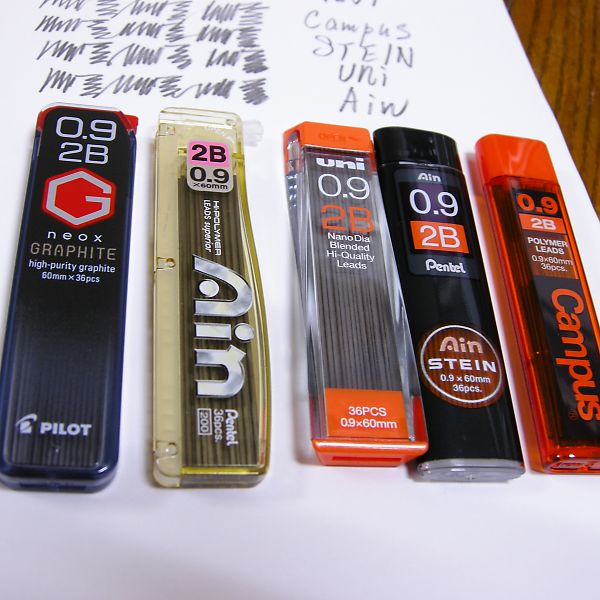 Campus
STEIN
uni
Ain
0.9
2B
G
neox
GRAPHITE
high-purity graphite
60mm × 36pcs
PILOT
2B
0.9
×60mm
HI-POLYMER
LEADS superior
Ain
Pentel
36pcs.
200
OPEN
uni
0.9
2B
NanoDia
Blended
Hi-Quality
Leads
36PCS
0.9×60mm
Ain
0.9
2B
Pentel
Ain
STEIN
0.9 × 60mm
36pcs.
0.9
2B
POLYMER
LEADS
0.9×60mm
36pcs.
Campus